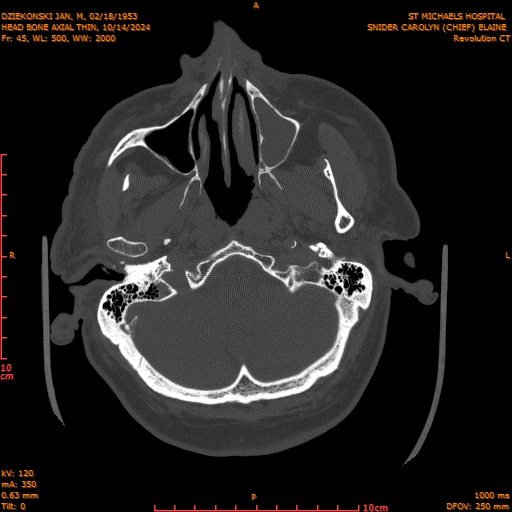 DZIEKONSKI JAN, M, 02/18/1953
HEAD BONE AXIAL THIN, 10/14/2024
Fr: 45, WL: 500, WW: 2000
A
ST MICHAELS HOSPITAL
SNIDER CAROLYN (CHIEF) ELAINE
Revolution CT
R
L
10
cm
kV: 120
mA: 350
0.63 mm
Tilt: 0
P
10cm
1000 ms
DFOV: 250 mm